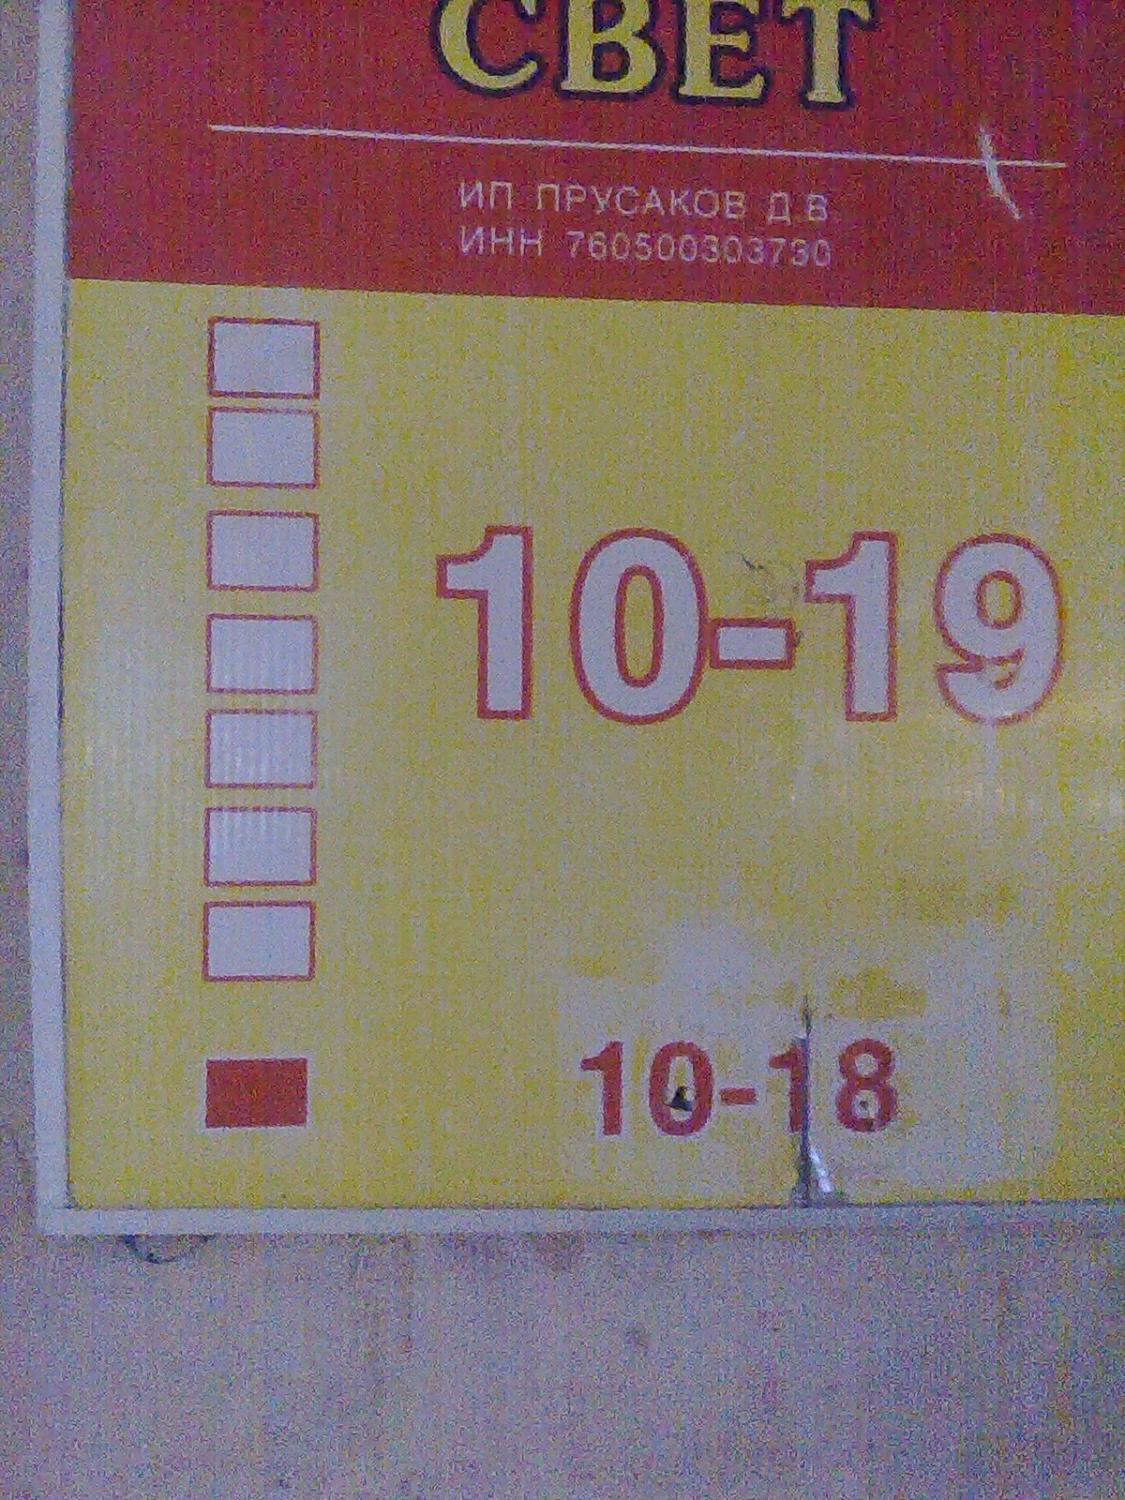 СВЕТ
ИП ПРУСАКОВ Д.В.
ИНН 760500303730
10-19
10-18